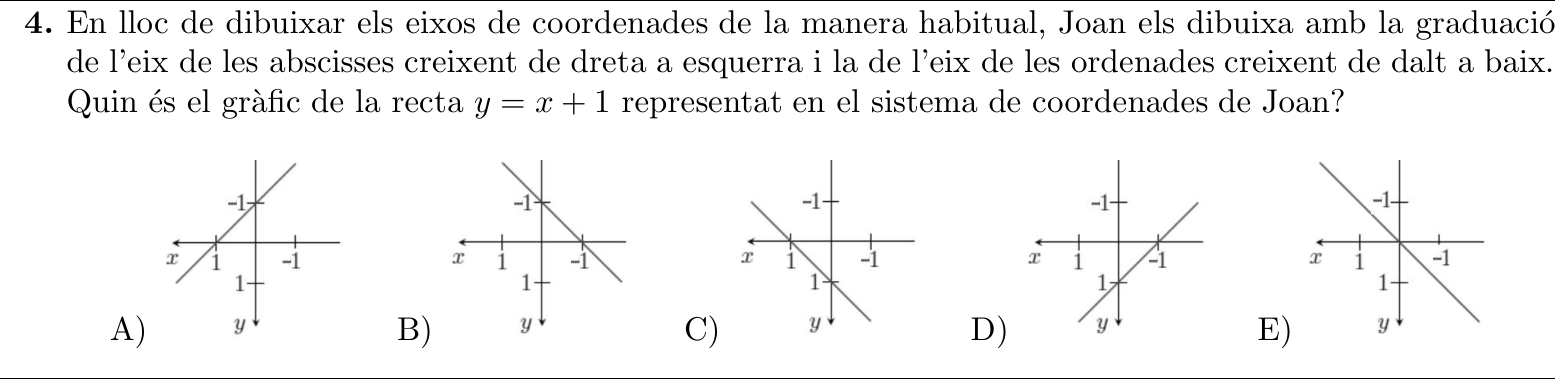 4. En lloc de dibuixar els eixos de coordenades de la manera habitual, Joan els dibuixa amb la graduació
de l'eix de les abscisses creixent de dreta a esquerra i la de l'eix de les ordenades creixent de dalt a baix.
Quin és el gràfic de la recta y = x + 1 representat en el sistema de coordenades de Joan?
A) -1 x 1 -1 1 y
B) -1 x 1 -1 1 y
C) -1 x 1 -1 1 y
D) -1 x 1 -1 1 y
E) -1 x 1 -1 1 y